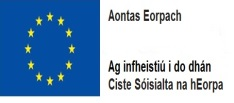 Aontas Eorpach
Ag infheistiú i do dhán
Ciste Sóisialta na hEorpa